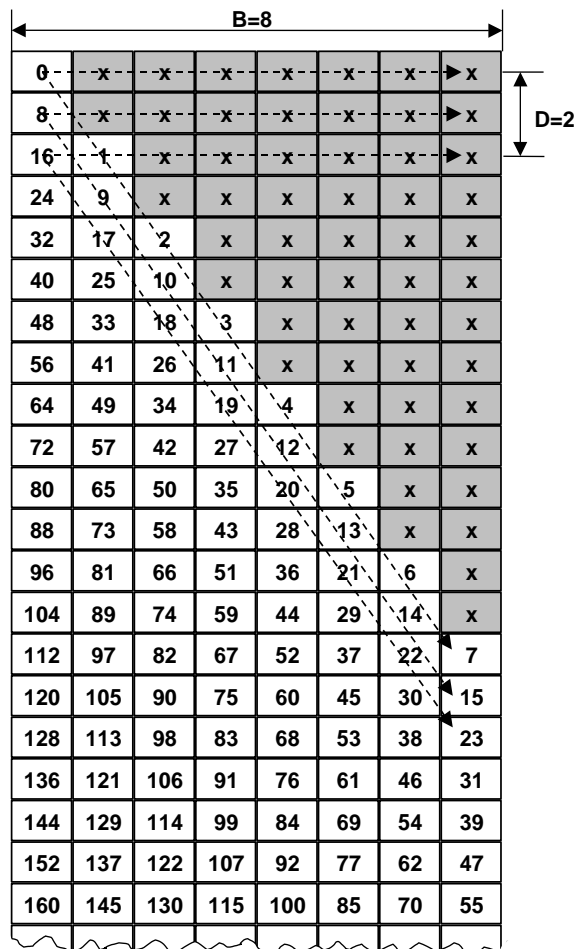 B=8
0 x x x x x x x
8 x x x x x x x
D=2
16 1 x x x x x x
24 9 x x x x x x
32 17 2 x x x x x
40 25 10 x x x x x
48 33 18 3 x x x x
56 41 26 11 x x x x
64 49 34 19 4 x x x
72 57 42 27 12 x x x
80 65 50 35 20 5 x x
88 73 58 43 28 13 x x
96 81 66 51 36 21 6 x
104 89 74 59 44 29 14 x
112 97 82 67 52 37 22 7
120 105 90 75 60 45 30 15
128 113 98 83 68 53 38 23
136 121 106 91 76 61 46 31
144 129 114 99 84 69 54 39
152 137 122 107 92 77 62 47
160 145 130 115 100 85 70 55